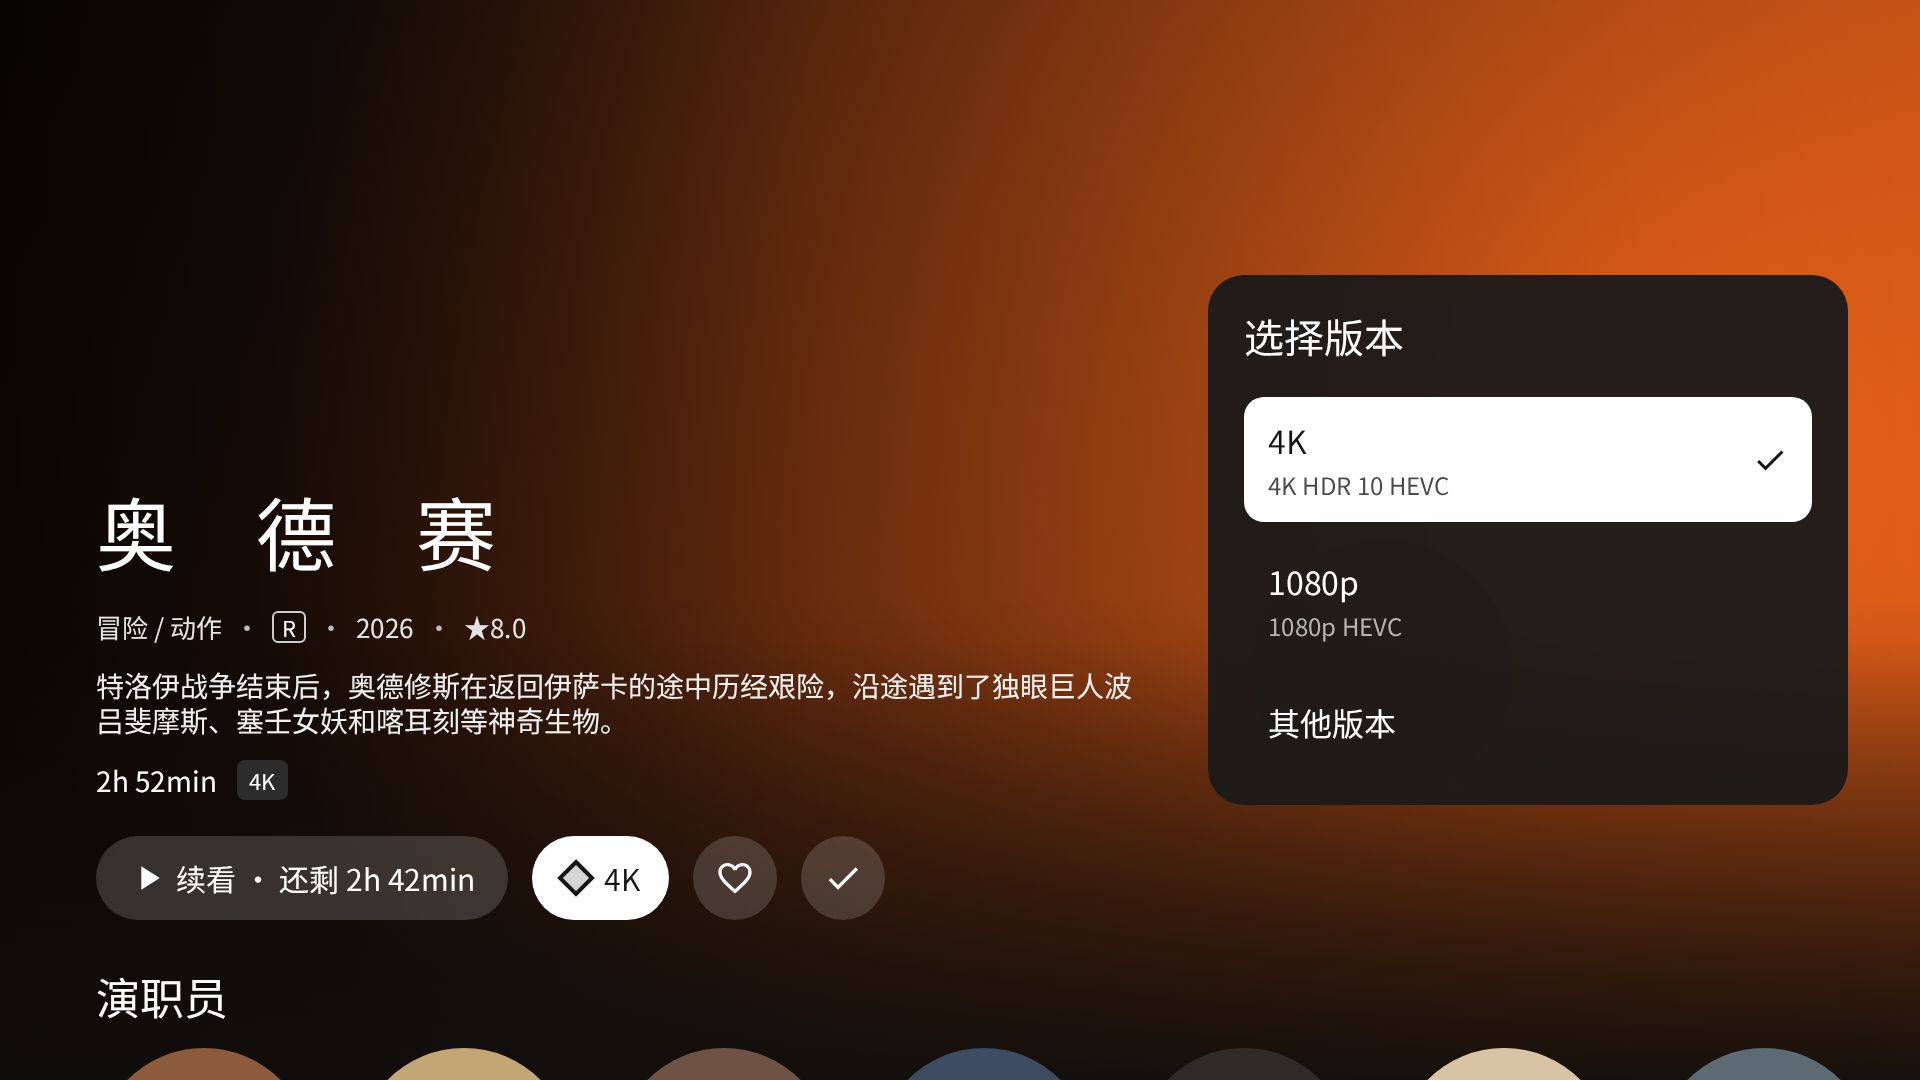 奥德赛
冒险 / 动作 · R · 2026 · ★8.0
特洛伊战争结束后，奥德修斯在返回伊萨卡的途中历经艰险，沿途遇到了独眼巨人波
吕斐摩斯、塞壬女妖和喀耳刻等神奇生物。
2h 52min 4K
续看 · 还剩 2h 42min
4K
演职员
选择版本
4K
4K HDR 10 HEVC
1080p
1080p HEVC
其他版本